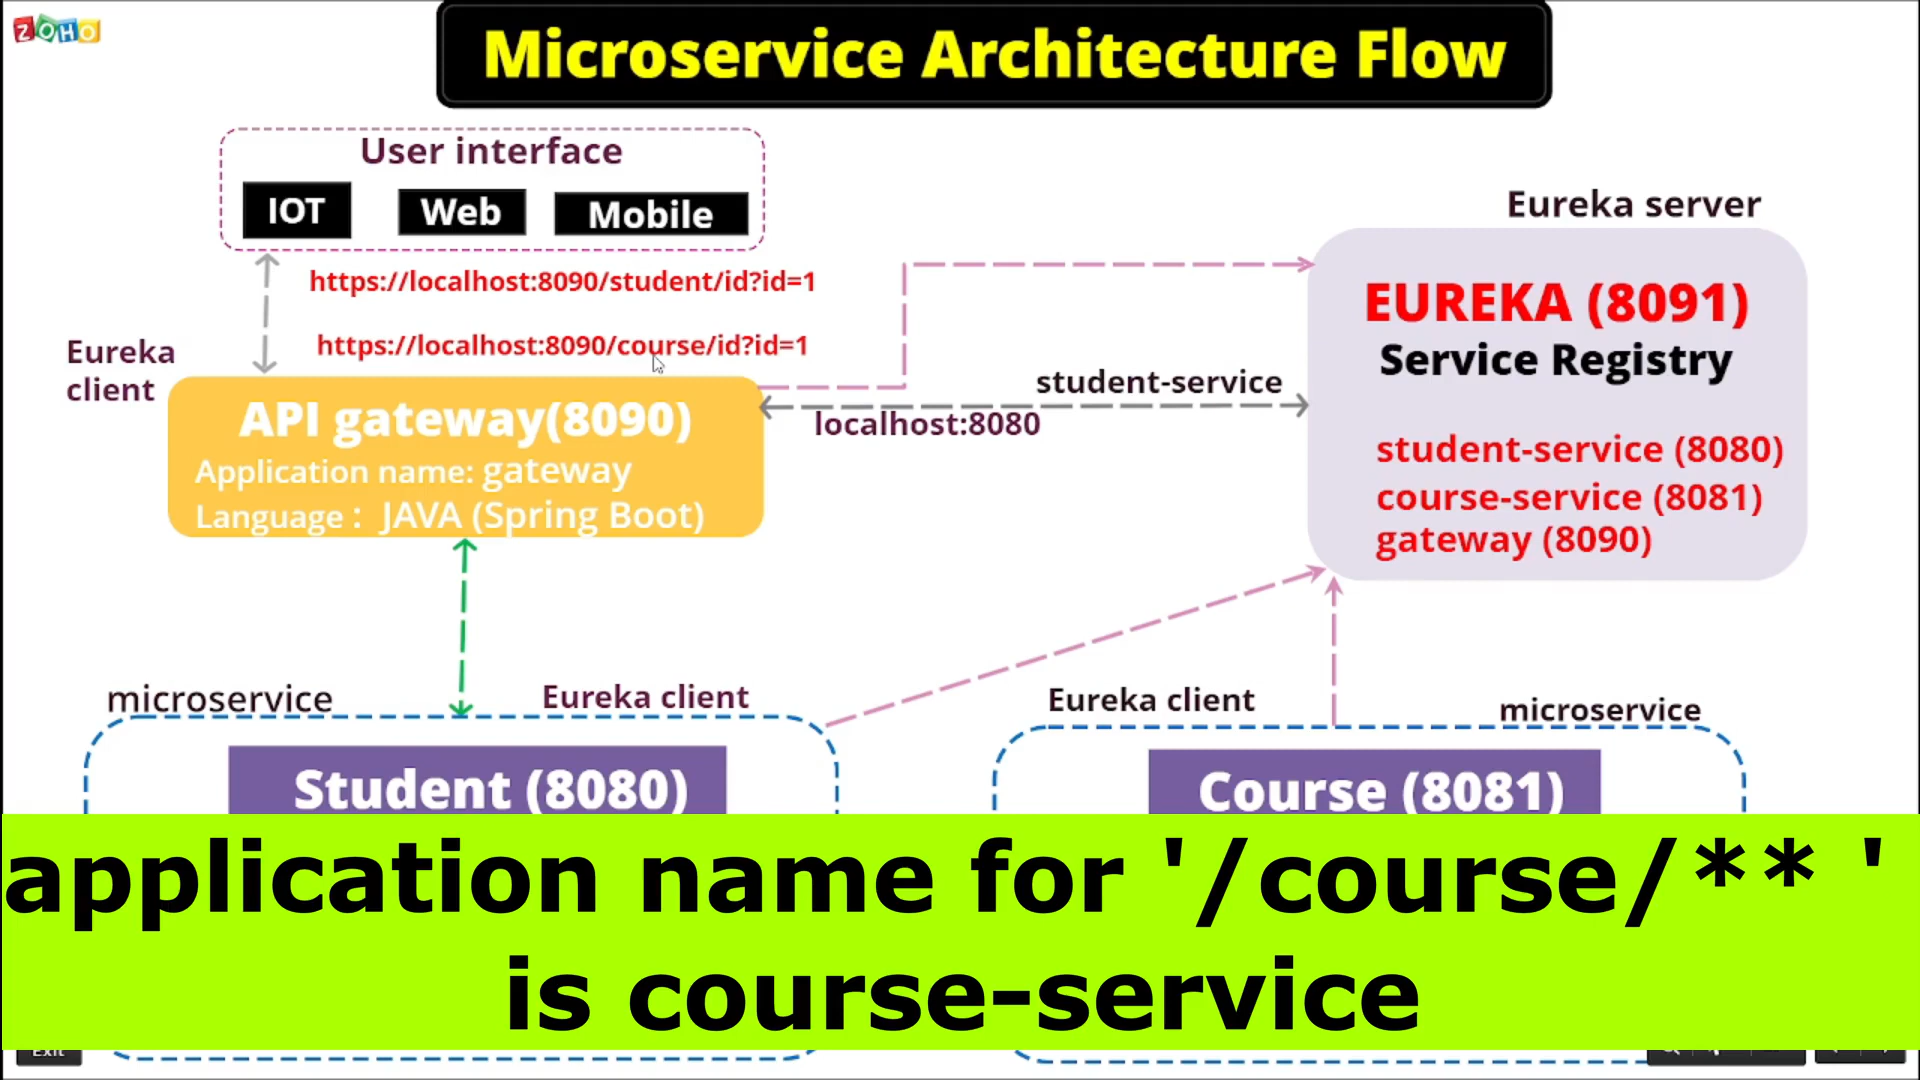 ZOHO
Microservice Architecture Flow
User interface
IOT
Web
Mobile
https://localhost:8090/student/id?id=1
https://localhost:8090/course/id?id=1
Eureka
client
API gateway(8090)
Application name: gateway
Language : JAVA (Spring Boot)
student-service
localhost:8080
Eureka server
EUREKA (8091)
Service Registry
student-service (8080)
course-service (8081)
gateway (8090)
microservice
Eureka client
Student (8080)
Eureka client
microservice
Course (8081)
application name for '/course/** '
is course-service
Exit